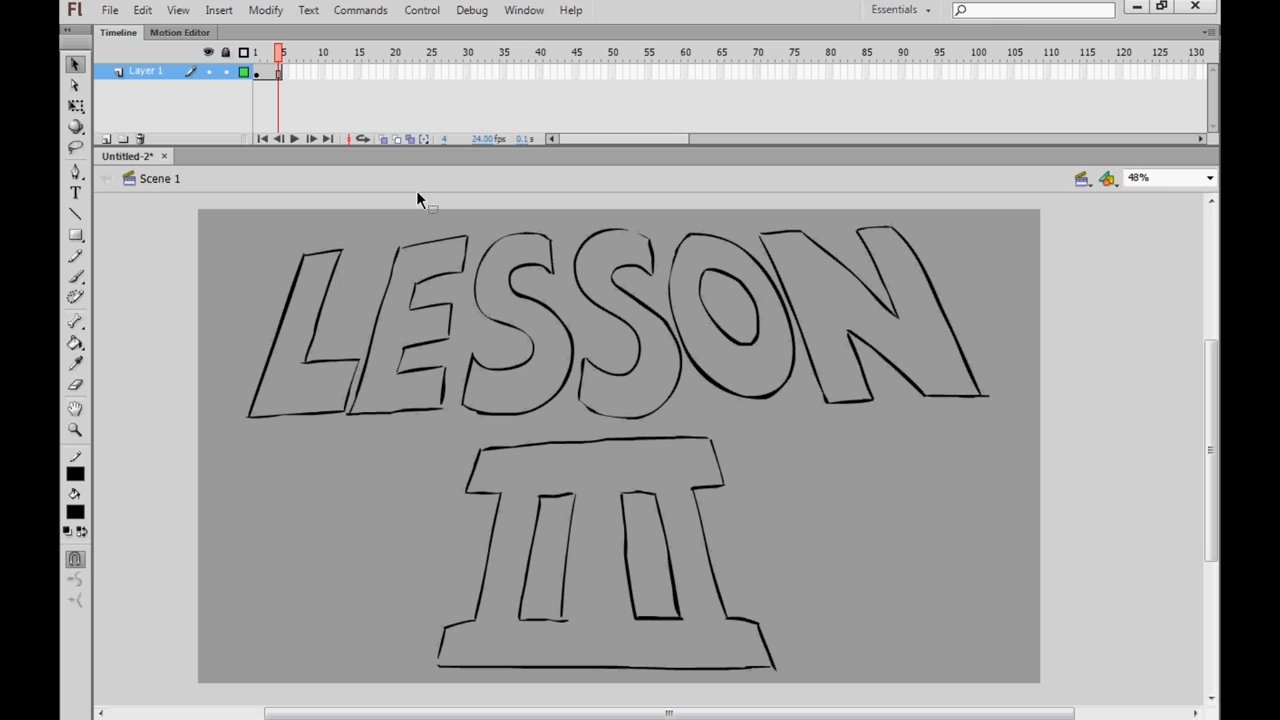 Fl File Edit View Insert Modify Text Commands Control Debug Window Help Essentials
Timeline Motion Editor
1 5 10 15 20 25 30 35 40 45 50 55 60 65 70 75 80 85 90 95 100 105 110 115 120 125 130
Layer 1
4 24.00 fps 0.1 s
Untitled-2*
Scene 1 48%
LESSON
III